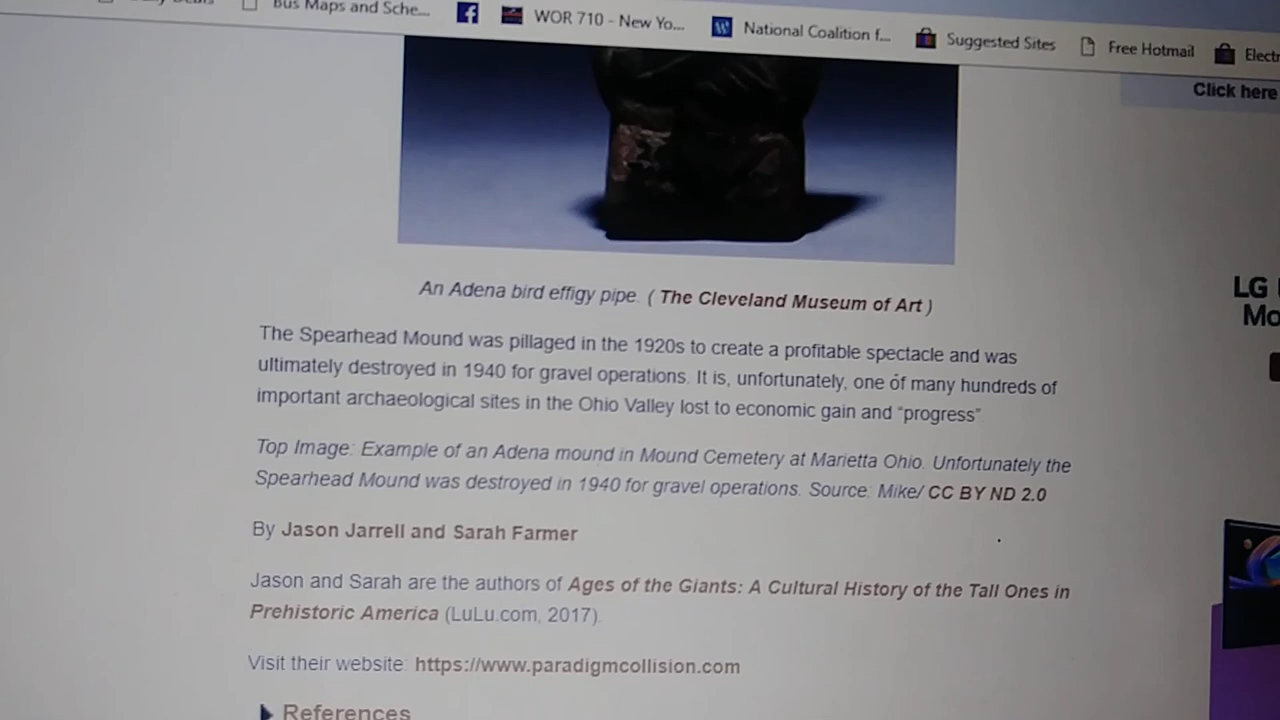 Bus Maps and Sche...
WOR 710 - New Yo...
National Coalition f...
Suggested Sites
Free Hotmail
Click here
An Adena bird effigy pipe. ( The Cleveland Museum of Art )
The Spearhead Mound was pillaged in the 1920s to create a profitable spectacle and was
ultimately destroyed in 1940 for gravel operations. It is, unfortunately, one of many hundreds of
important archaeological sites in the Ohio Valley lost to economic gain and “progress”.
LG
Mo
Top Image: Example of an Adena mound in Mound Cemetery at Marietta Ohio. Unfortunately the
Spearhead Mound was destroyed in 1940 for gravel operations. Source: Mike/ CC BY ND 2.0
By Jason Jarrell and Sarah Farmer
Jason and Sarah are the authors of Ages of the Giants: A Cultural History of the Tall Ones in
Prehistoric America (LuLu.com, 2017).
Visit their website: https://www.paradigmcollision.com
References